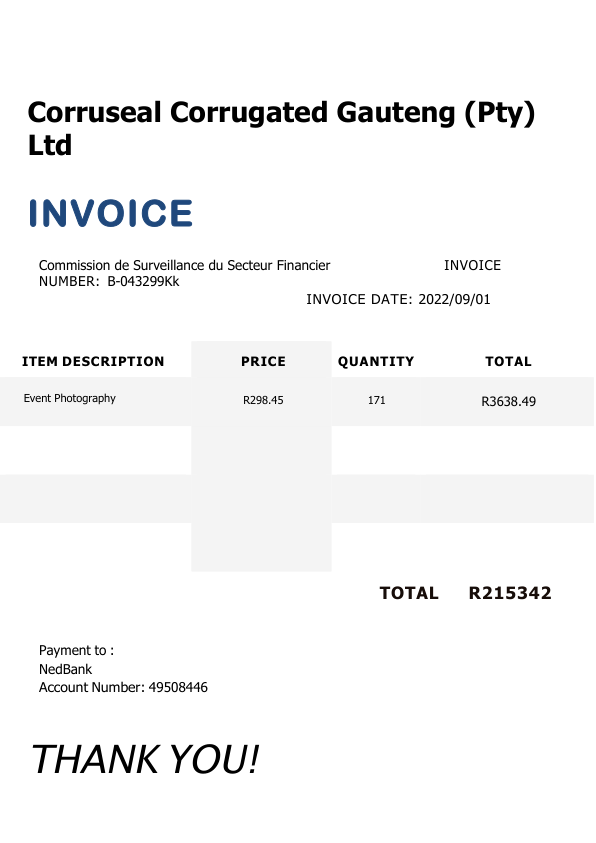 Corruseal Corrugated Gauteng (Pty)
Ltd
INVOICE
Commission de Surveillance du Secteur Financier INVOICE
NUMBER: B-043299Kk
INVOICE DATE: 2022/09/01
ITEM DESCRIPTION PRICE QUANTITY TOTAL
Event Photography R298.45 171 R3638.49
TOTAL R215342
Payment to :
NedBank
Account Number: 49508446
THANK YOU!